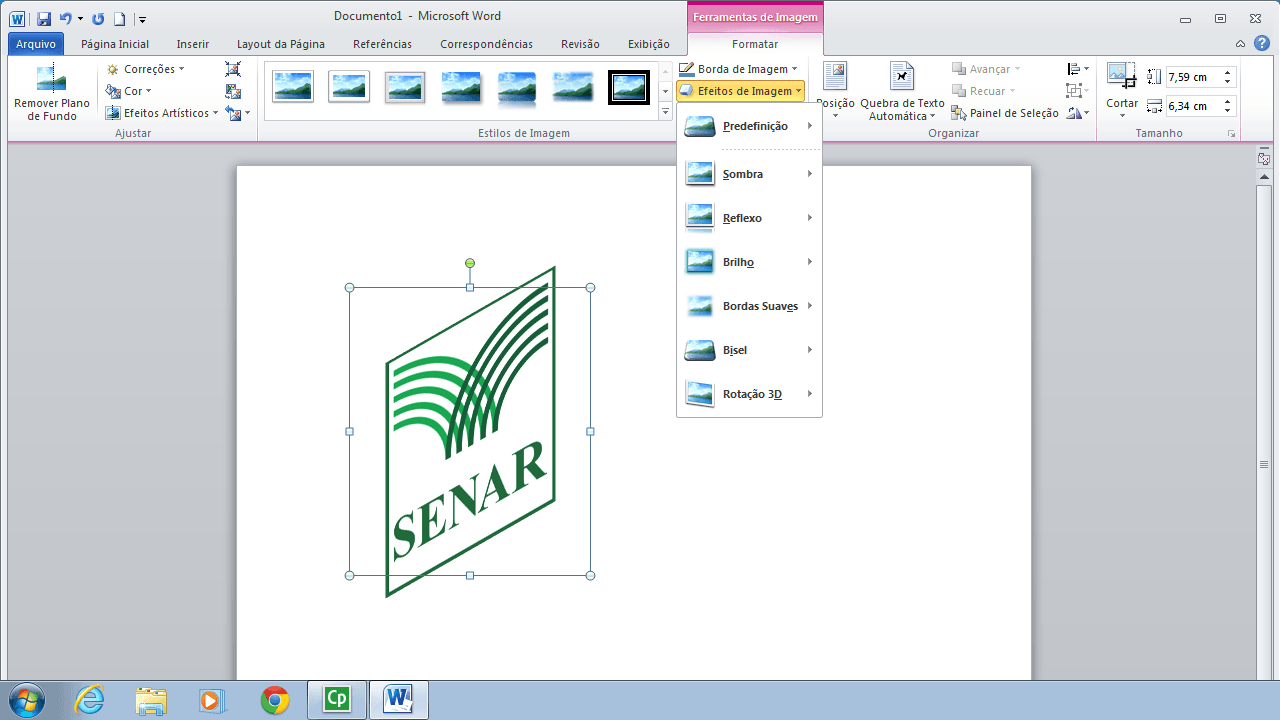 Documento1 - Microsoft Word
Ferramentas de Imagem
Arquivo
Página Inicial
Inserir
Layout da Página
Referências
Correspondências
Revisão
Exibição
Formatar
Remover Plano
de Fundo
Correções
Cor
Efeitos Artísticos
Ajustar
Estilos de Imagem
Borda de Imagem
Efeitos de Imagem
Posição
Quebra de Texto
Automática
Avançar
Recuar
Painel de Seleção
Organizar
Cortar
7,59 cm
6,34 cm
Tamanho
Predefinição
Sombra
Reflexo
Brilho
Bordas Suaves
Bisel
Rotação 3D
SENAR
Cp
W